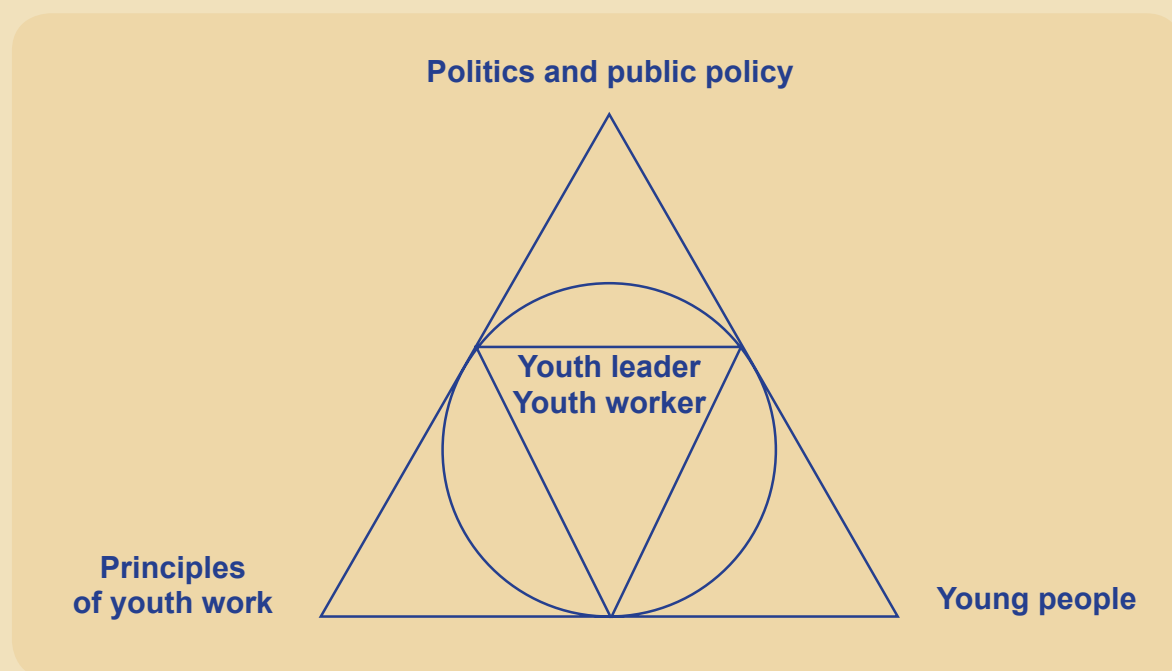 Politics and public policy
Youth leader
Youth worker
Principles
of youth work
Young people